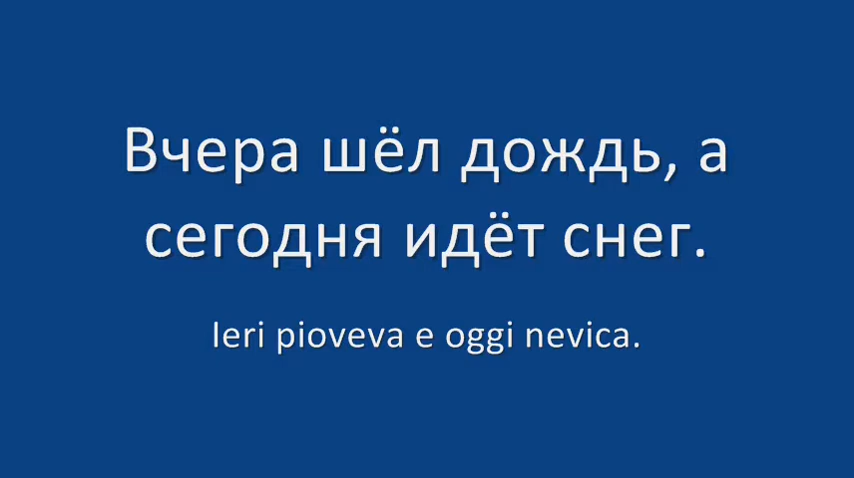 Вчера шёл дождь, а
сегодня идёт снег.
Ieri pioveva e oggi nevica.